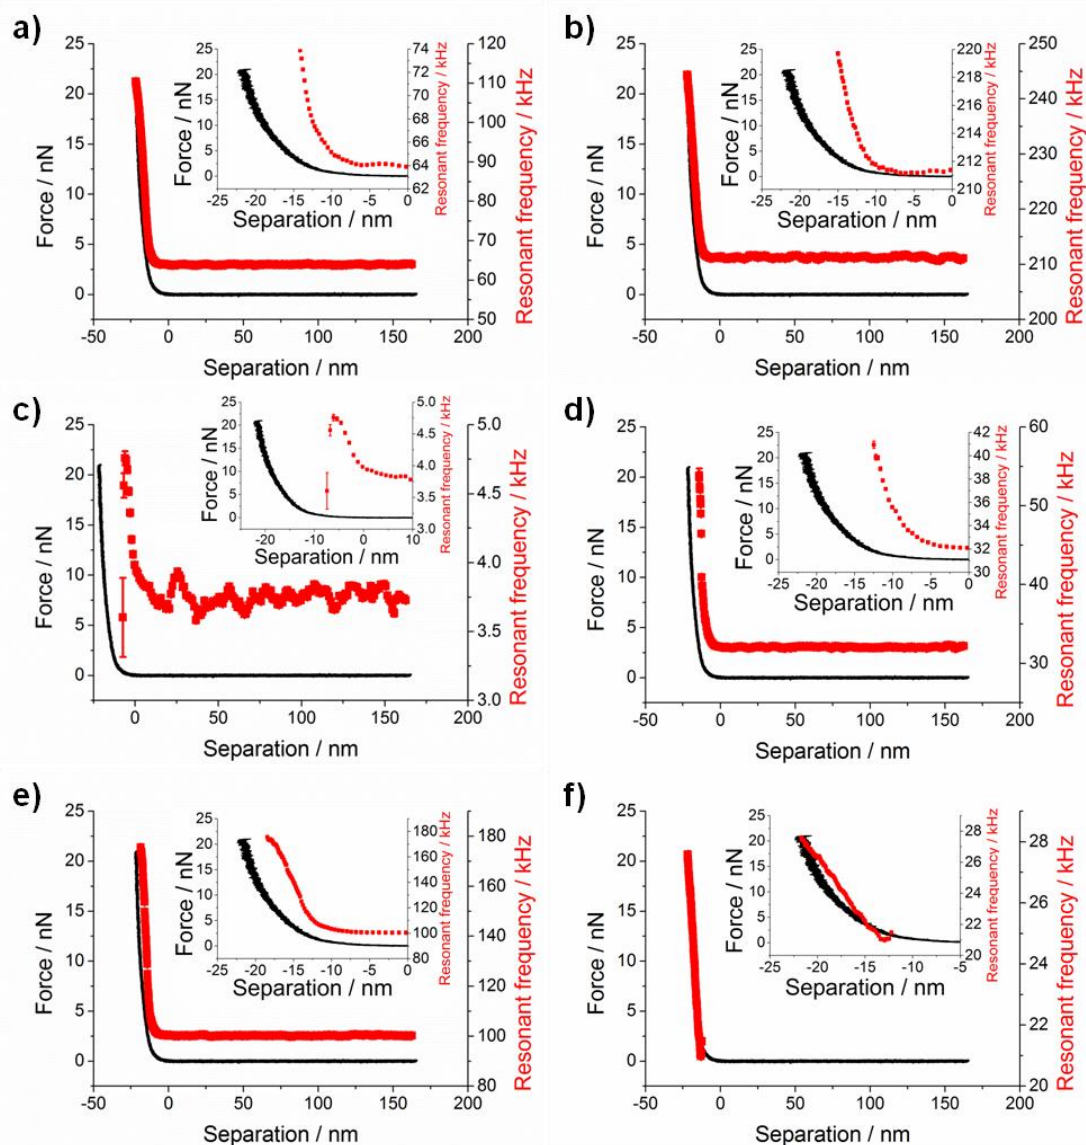 a)
25
20
15
10
5
0
Force / nN
-50 0 50 100 150 200
Separation / nm
120
110
100
90
80
70
60
50
Resonant frequency / kHz
25
20
15
10
5
0
Force / nN
-25 -20 -15 -10 -5 0
Separation / nm
74
72
70
68
66
64
62
Resonant frequency / kHz
b)
25
20
15
10
5
0
Force / nN
-50 0 50 100 150 200
Separation / nm
250
240
230
220
210
200
Resonant frequency / kHz
25
20
15
10
5
0
Force / nN
-25 -20 -15 -10 -5 0
Separation / nm
220
218
216
214
212
210
Resonant frequency / kHz
c)
25
20
15
10
5
0
Force / nN
0 50 100 150 200
Separation / nm
5.0
4.5
4.0
3.5
3.0
Resonant frequency / kHz
25
20
15
10
5
0
Force / nN
-20 -10 0 10
Separation / nm
5.0
4.5
4.0
3.5
3.0
Resonant frequency / kHz
d)
25
20
15
10
5
0
Force / nN
-50 0 50 100 150 200
Separation / nm
60
50
40
30
Resonant frequency / kHz
25
20
15
10
5
0
Force / nN
-25 -20 -15 -10 -5 0
Separation / nm
42
40
38
36
34
32
30
Resonant frequency / kHz
e)
25
20
15
10
5
0
Force / nN
-50 0 50 100 150 200
Separation / nm
180
160
140
120
100
80
Resonant frequency / kHz
25
20
15
10
5
0
Force / nN
-25 -20 -15 -10 -5 0
Separation / nm
180
160
140
120
100
80
Resonant frequency / kHz
f)
25
20
15
10
5
0
Force / nN
-50 0 50 100 150 200
Separation / nm
28
26
24
22
20
Resonant frequency / kHz
25
20
15
10
5
0
Force / nN
-25 -20 -15 -10 -5
Separation / nm
28
26
24
22
20
Resonant frequency / kHz